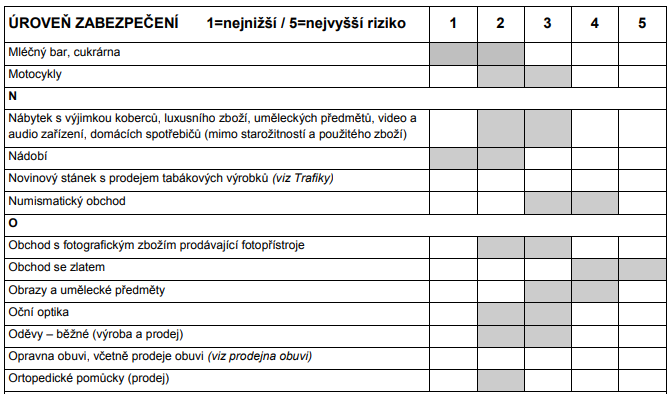 ÚROVEŇ ZABEZPEČENÍ 1=nejnižší / 5=nejvyšší riziko 1 2 3 4 5
Mléčný bar, cukrárna
Motocykly
N
Nábytek s výjimkou koberců, luxusního zboží, uměleckých předmětů, video a
audio zařízení, domácích spotřebičů (mimo starožitností a použitého zboží)
Nádobí
Novinový stánek s prodejem tabákových výrobků (viz Trafiky)
Numismatický obchod
O
Obchod s fotografickým zbožím prodávající fotopřístroje
Obchod se zlatem
Obrazy a umělecké předměty
Oční optika
Oděvy – běžné (výroba a prodej)
Opravna obuvi, včetně prodeje obuvi (viz prodejna obuvi)
Ortopedické pomůcky (prodej)